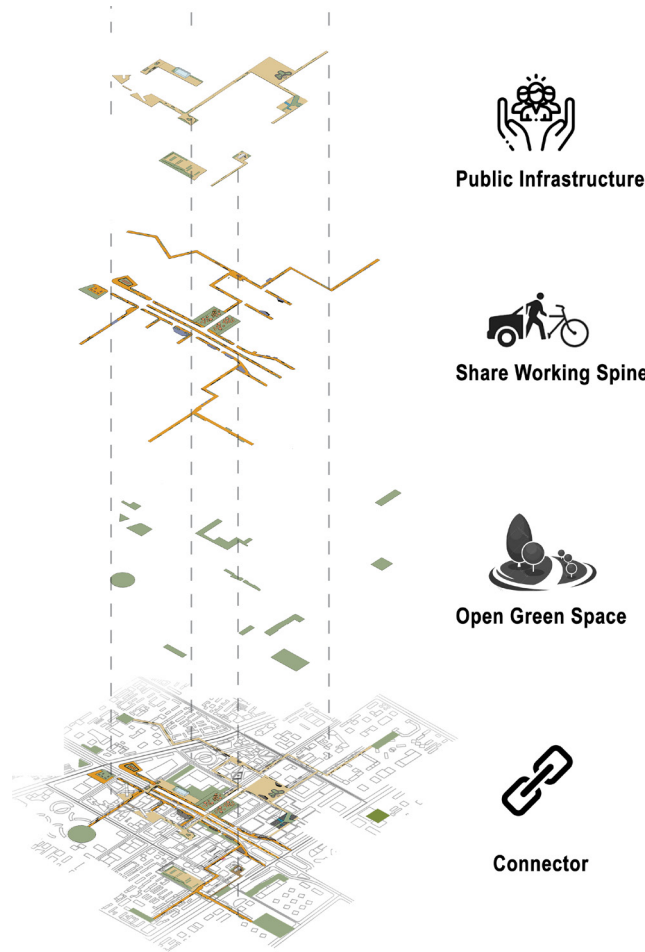 Public Infrastructure
Share Working Spine
Open Green Space
Connector